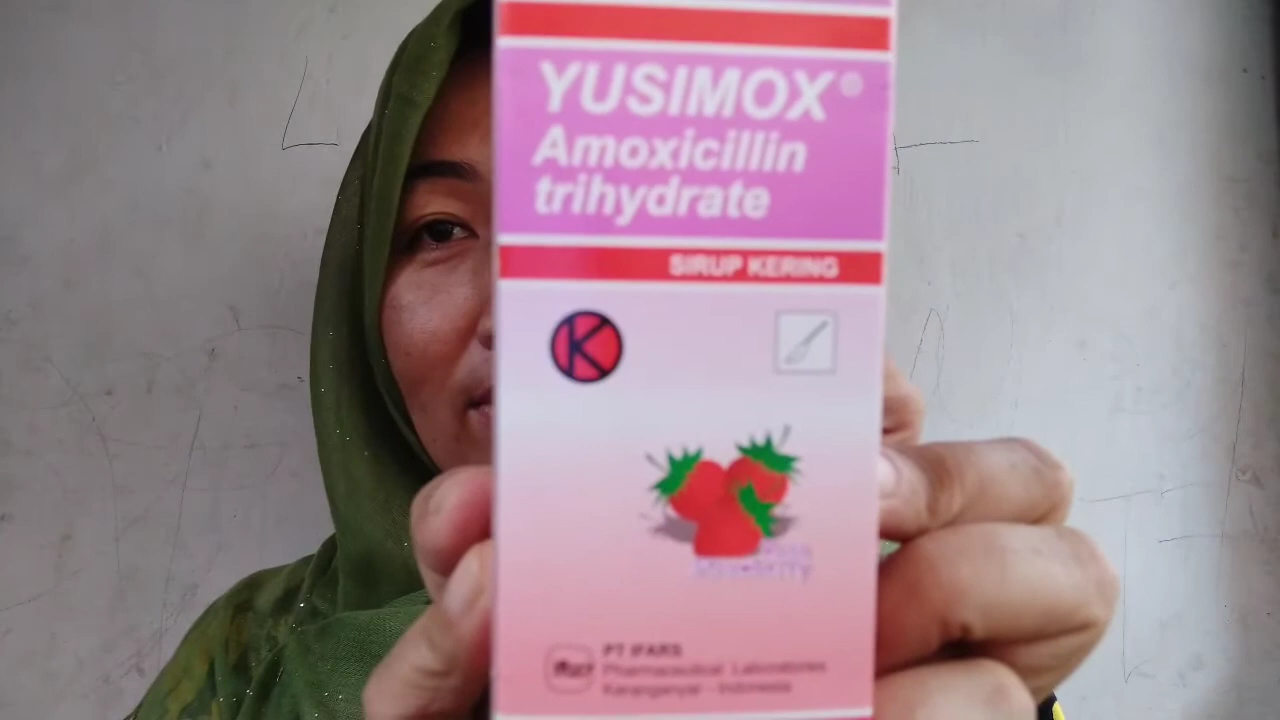 YUSIMOX®
Amoxicillin
trihydrate
SIRUP KERING
K
PT IFARS
Pharmaceutical Laboratories
Karanganyar - Indonesia